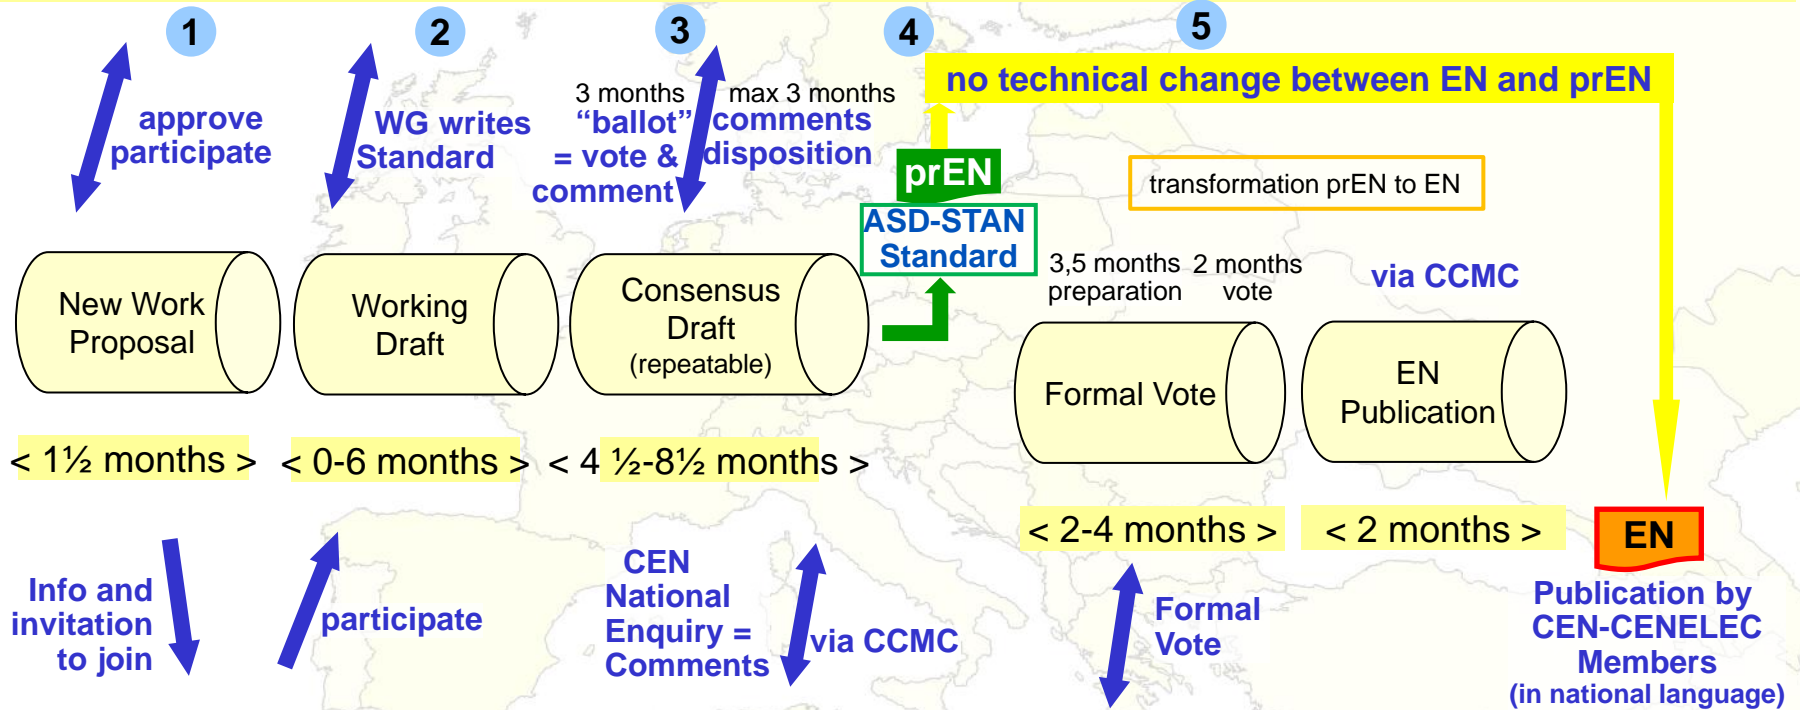 1
2
3
4
5
approve
participate
WG writes
Standard
3 months
“ballot”
= vote &
comment
max 3 months
comments
disposition
no technical change between EN and prEN
prEN
ASD-STAN
Standard
transformation prEN to EN
3,5 months
preparation
2 months
vote
via CCMC
New Work
Proposal
Working
Draft
Consensus
Draft
(repeatable)
Formal Vote
EN
Publication
< 1½ months >
< 0-6 months >
< 4 ½-8½ months >
< 2-4 months >
< 2 months >
EN
Info and
invitation
to join
participate
CEN
National
Enquiry =
Comments
via CCMC
Formal
Vote
Publication by
CEN-CENELEC
Members
(in national language)